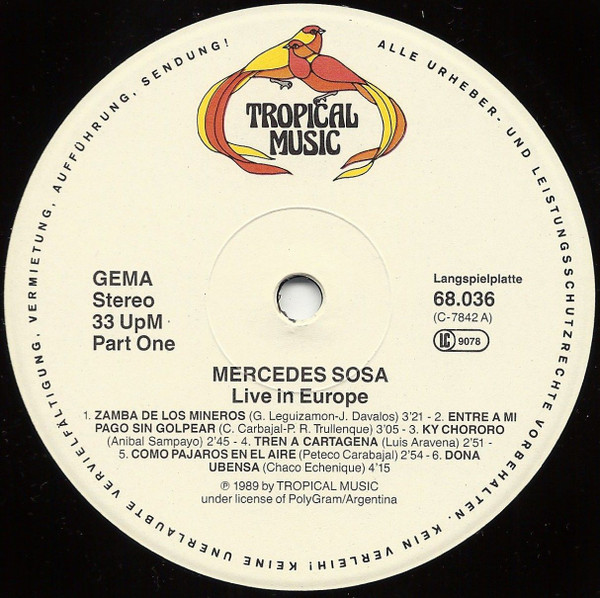 ALLE URHEBER- UND LEISTUNGSSCHUTZRECHTE VORBEHALTEN. KEIN VERLEIH! KEINE UNERLAUBTE VERVIELFÄLTIGUNG, VERMIETUNG, AUFFÜHRUNG, SENDUNG!
TROPICAL
MUSIC
GEMA
Stereo
33 UpM
Part One
Langspielplatte
68.036
(C-7842 A)
LC 9078
MERCEDES SOSA
Live in Europe
1. ZAMBA DE LOS MINEROS (G. Leguizamon-J. Davalos) 3'21 - 2. ENTRE A MI
PAGO SIN GOLPEAR (C. Carbajal-P. R. Trullenque) 3'05 - 3. KY CHORORO
(Anibal Sampayo) 2'45 - 4. TREN A CARTAGENA (Luis Aravena) 2'51 -
5. COMO PAJAROS EN EL AIRE (Peteco Carabajal) 2'54 - 6. DONA
UBENSA (Chaco Echenique) 4'15
℗ 1989 by TROPICAL MUSIC
under license of PolyGram/Argentina